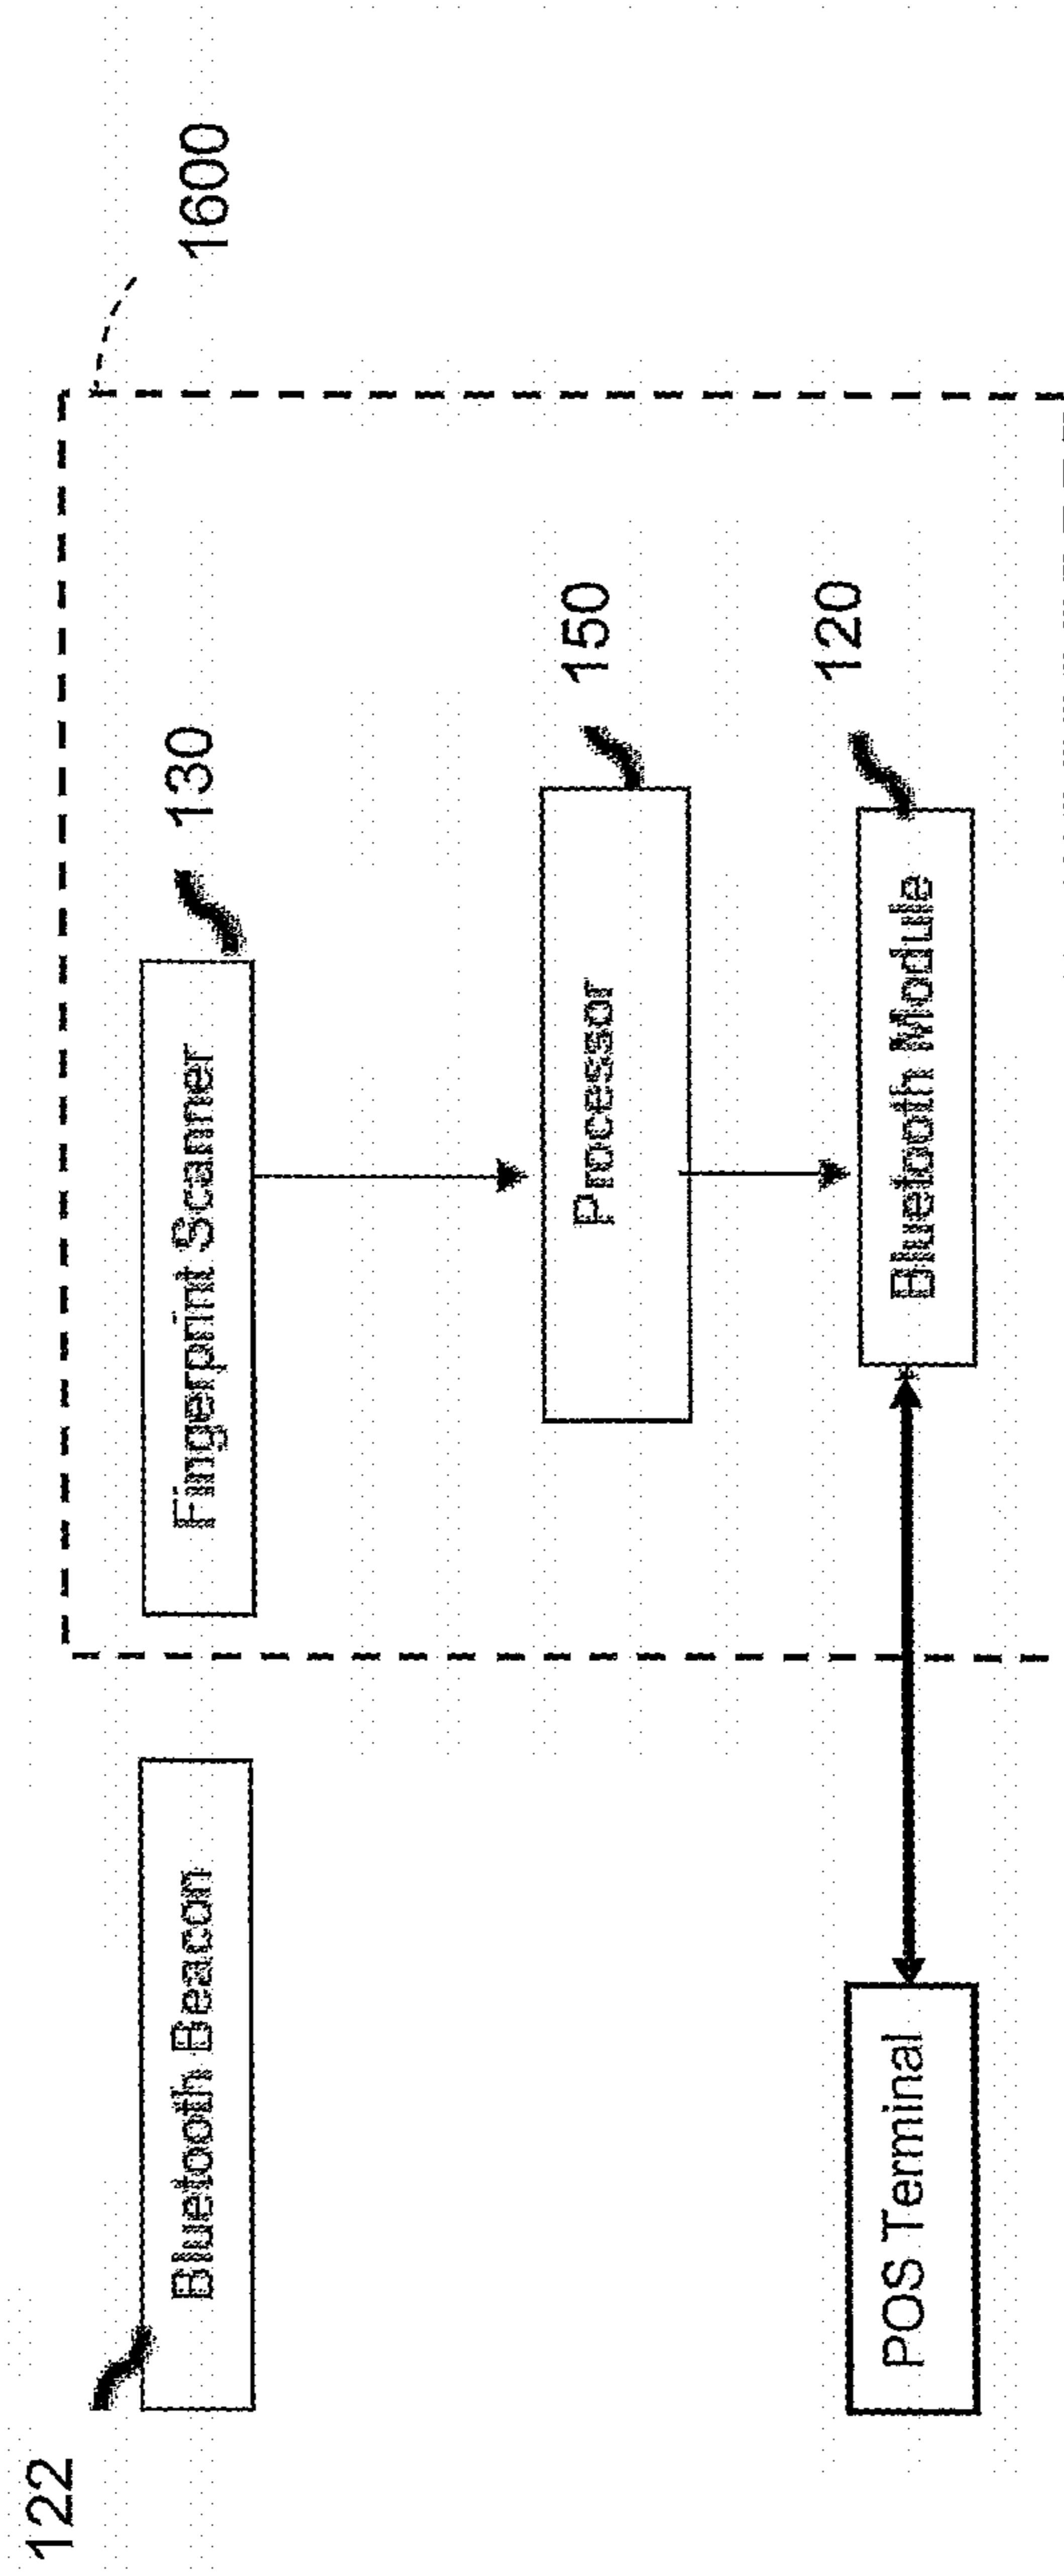 1600
122
Bluetooth Beacon
Fingerprint Scanner
130
Processor
150
POS Terminal
Bluetooth Module
120